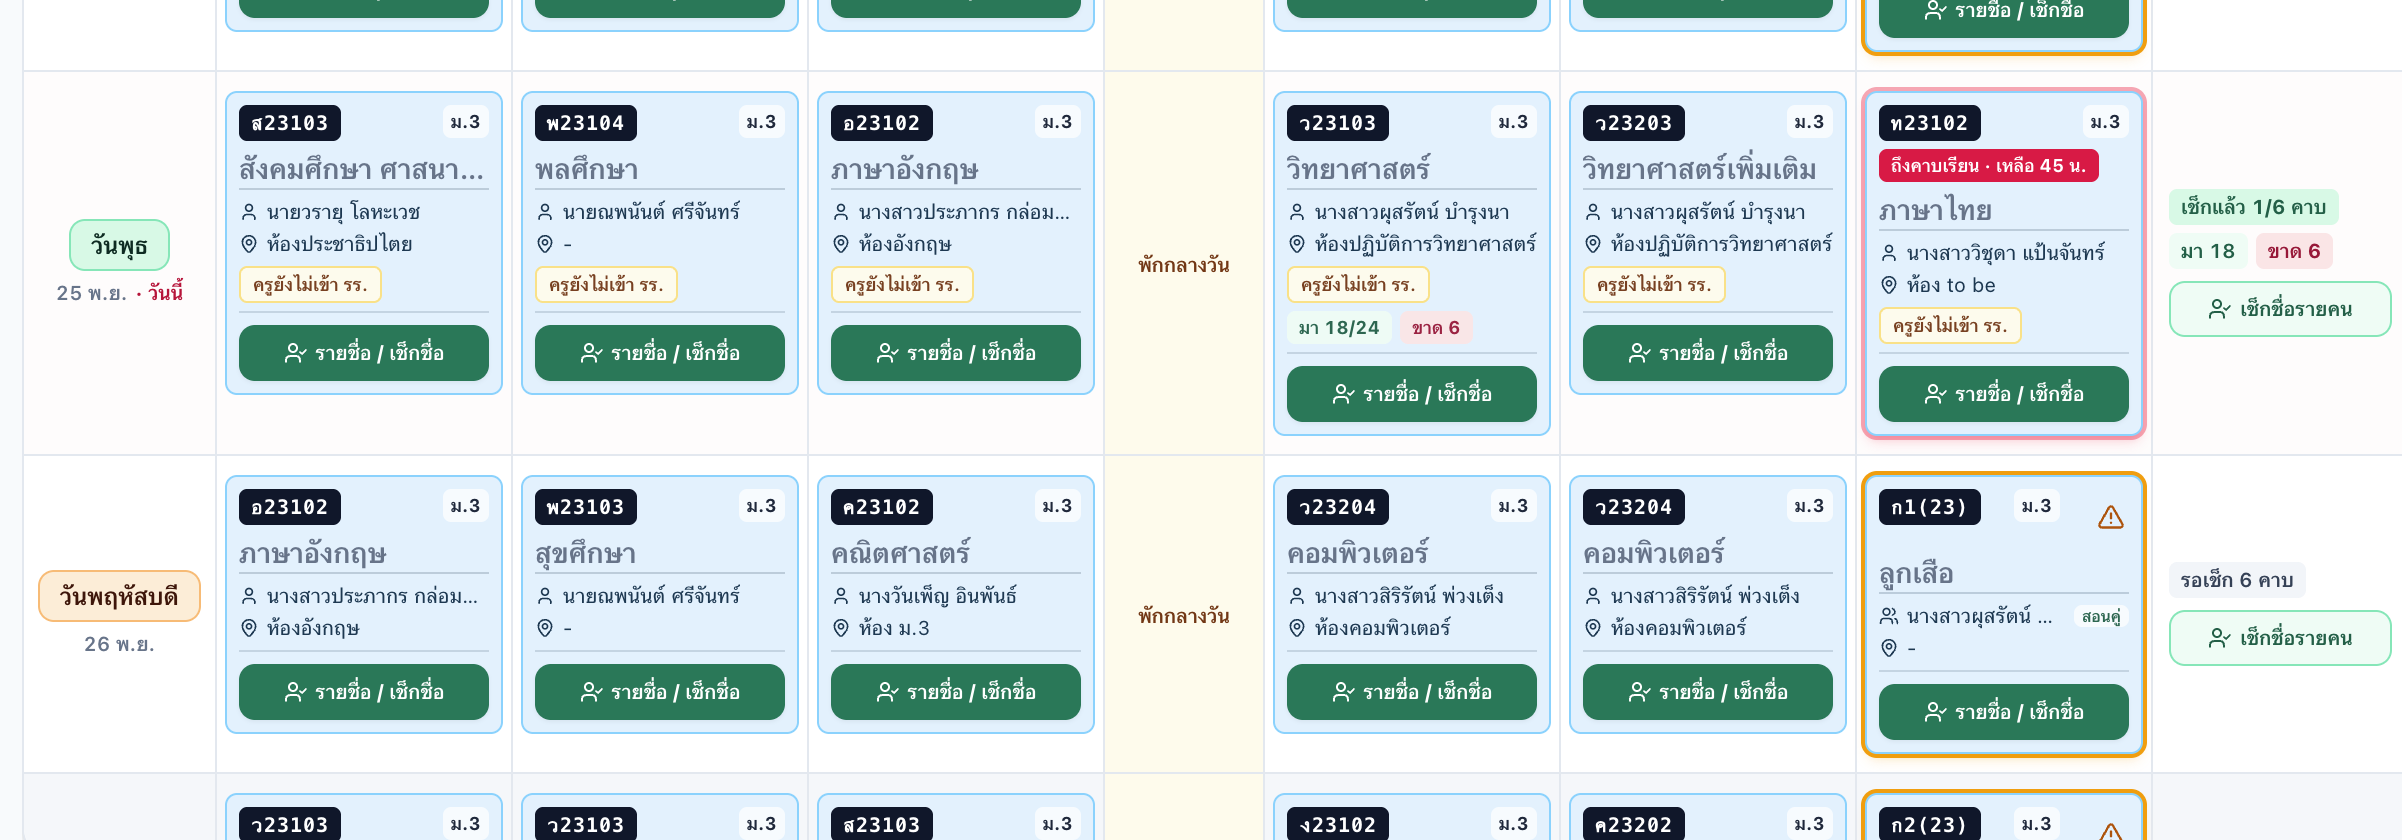 รายชื่อ / เช็กชื่อ
วันพุธ
25 พ.ย. · วันนี้
ส23103 ม.3
สังคมศึกษา ศาสนา...
นายวรายุ โลหะเวช
ห้องประชาธิปไตย
ครูยังไม่เข้า รร.
รายชื่อ / เช็กชื่อ
พ23104 ม.3
พลศึกษา
นายณพนันต์ ศรีจันทร์
-
ครูยังไม่เข้า รร.
รายชื่อ / เช็กชื่อ
อ23102 ม.3
ภาษาอังกฤษ
นางสาวประภากร กล่อม...
ห้องอังกฤษ
ครูยังไม่เข้า รร.
รายชื่อ / เช็กชื่อ
พักกลางวัน
ว23103 ม.3
วิทยาศาสตร์
นางสาวผุสรัตน์ บำรุงนา
ห้องปฏิบัติการวิทยาศาสตร์
ครูยังไม่เข้า รร.
มา 18/24 ขาด 6
รายชื่อ / เช็กชื่อ
ว23203 ม.3
วิทยาศาสตร์เพิ่มเติม
นางสาวผุสรัตน์ บำรุงนา
ห้องปฏิบัติการวิทยาศาสตร์
ครูยังไม่เข้า รร.
รายชื่อ / เช็กชื่อ
ท23102 ม.3
ถึงคาบเรียน · เหลือ 45 น.
ภาษาไทย
นางสาววิชุดา แป้นจันทร์
ห้อง to be
ครูยังไม่เข้า รร.
รายชื่อ / เช็กชื่อ
เช็กแล้ว 1/6 คาบ
มา 18 ขาด 6
เช็กชื่อรายคน
วันพฤหัสบดี
26 พ.ย.
อ23102 ม.3
ภาษาอังกฤษ
นางสาวประภากร กล่อม...
ห้องอังกฤษ
รายชื่อ / เช็กชื่อ
พ23103 ม.3
สุขศึกษา
นายณพนันต์ ศรีจันทร์
-
รายชื่อ / เช็กชื่อ
ค23102 ม.3
คณิตศาสตร์
นางวันเพ็ญ อินพันธ์
ห้อง ม.3
รายชื่อ / เช็กชื่อ
พักกลางวัน
ว23204 ม.3
คอมพิวเตอร์
นางสาวสิริรัตน์ พ่วงเต็ง
ห้องคอมพิวเตอร์
รายชื่อ / เช็กชื่อ
ว23204 ม.3
คอมพิวเตอร์
นางสาวสิริรัตน์ พ่วงเต็ง
ห้องคอมพิวเตอร์
รายชื่อ / เช็กชื่อ
ก1(23) ม.3
ลูกเสือ
นางสาวผุสรัตน์ ... สอนคู่
-
รายชื่อ / เช็กชื่อ
รอเช็ก 6 คาบ
เช็กชื่อรายคน
ว23103 ม.3
ว23103 ม.3
ส23103 ม.3
ง23102 ม.3
ค23202 ม.3
ก2(23) ม.3